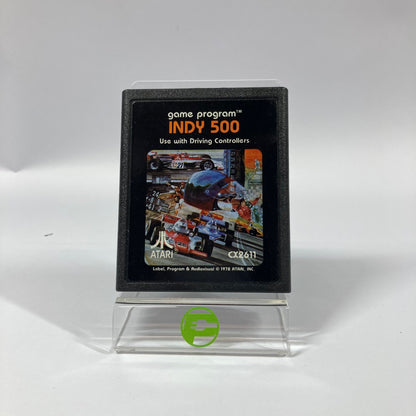 game program™
INDY 500
Use with Driving Controllers
ATARI
CX2611
Label, Program & Audiovisual © 1978 ATARI, INC